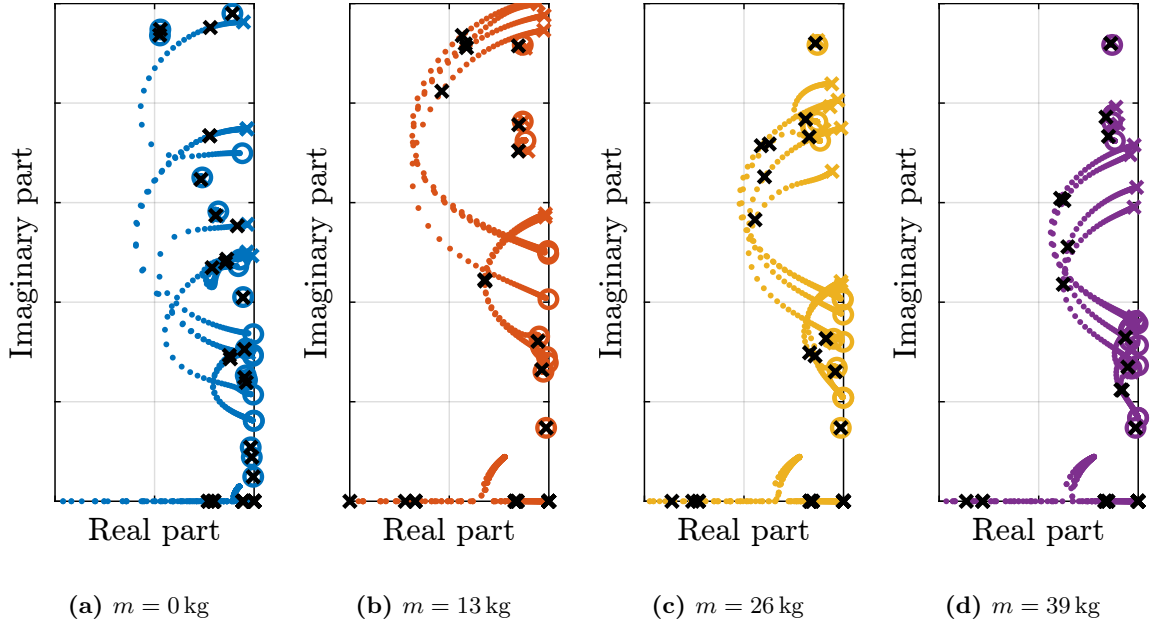 Imaginary part
Imaginary part
Imaginary part
Imaginary part
Real part
Real part
Real part
Real part
(a) m = 0 kg
(b) m = 13 kg
(c) m = 26 kg
(d) m = 39 kg